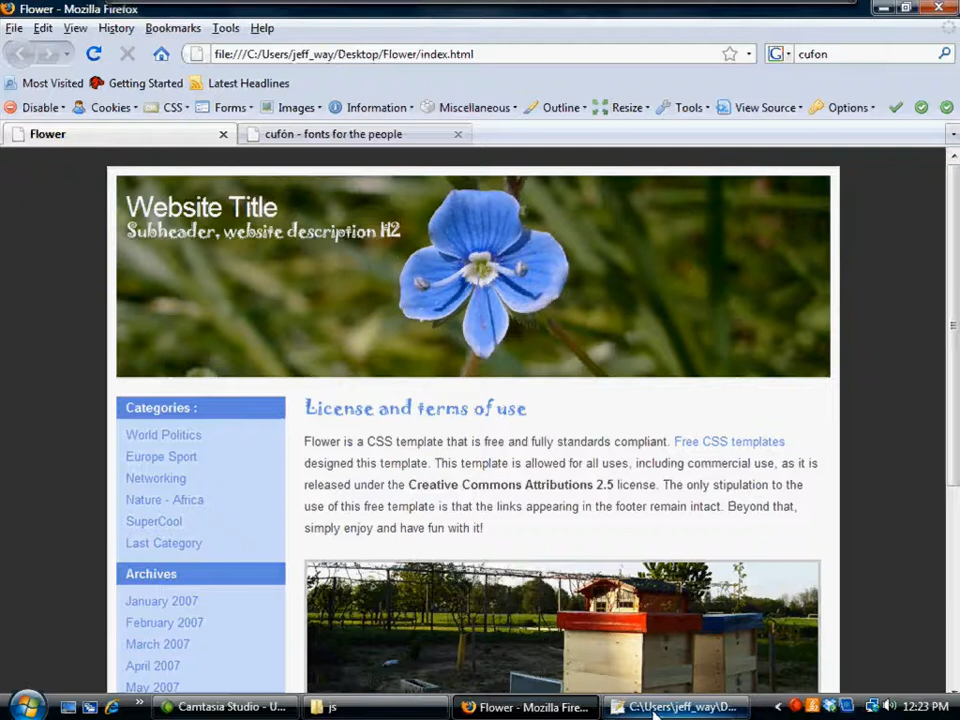 Flower - Mozilla Firefox
File Edit View History Bookmarks Tools Help
file:///C:/Users/jeff_way/Desktop/Flower/index.html
cufon
Most Visited Getting Started Latest Headlines
Disable Cookies CSS Forms Images Information Miscellaneous Outline Resize Tools View Source Options
Flower
cufón - fonts for the people
Website Title
Subheader, website description H2
Categories :
World Politics
Europe Sport
Networking
Nature - Africa
SuperCool
Last Category
Archives
January 2007
February 2007
March 2007
April 2007
May 2007
License and terms of use
Flower is a CSS template that is free and fully standards compliant. Free CSS templates
designed this template. This template is allowed for all uses, including commercial use, as it is
released under the Creative Commons Attributions 2.5 license. The only stipulation to the
use of this free template is that the links appearing in the footer remain intact. Beyond that,
simply enjoy and have fun with it!
Camtasia Studio - U... js Flower - Mozilla Fire... C:\Users\jeff_way\D... 12:23 PM